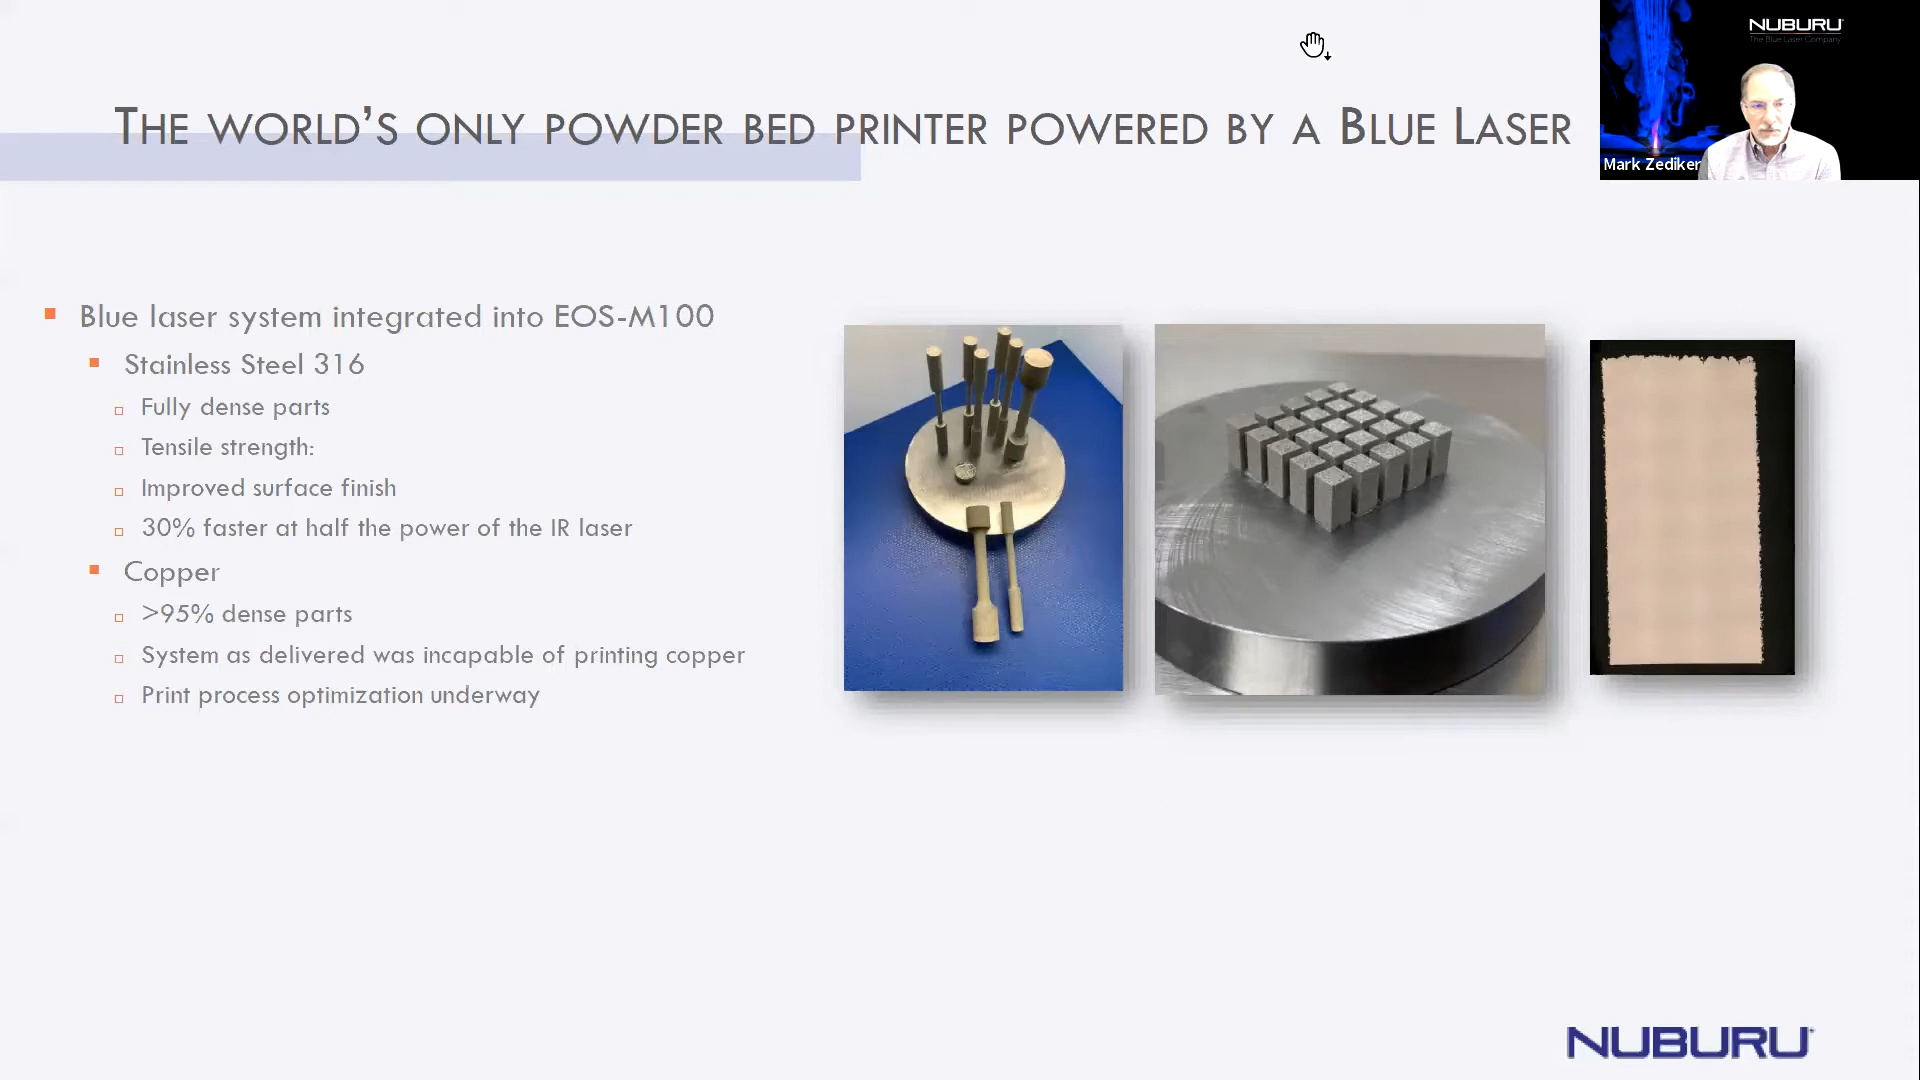 NUBURU
The Blue Laser Company
THE WORLD'S ONLY POWDER BED PRINTER POWERED BY A BLUE LASER
Mark Zediker
Blue laser system integrated into EOS-M100
Stainless Steel 316
Fully dense parts
Tensile strength:
Improved surface finish
30% faster at half the power of the IR laser
Copper
>95% dense parts
System as delivered was incapable of printing copper
Print process optimization underway
NUBURU